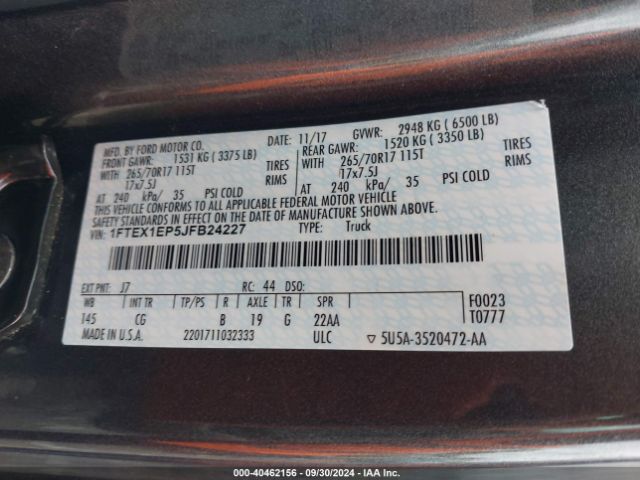 MFD. BY FORD MOTOR CO.
DATE: 11/17 GVWR: 2948 KG ( 6500 LB)
FRONT GAWR: 1531 KG ( 3375 LB)
REAR GAWR: 1520 KG ( 3350 LB)
WITH 265/70R17 115T TIRES
WITH 265/70R17 115T TIRES
17x7.5J RIMS
17x7.5J RIMS
AT 240 kPa/ 35 PSI COLD
AT 240 kPa/ 35 PSI COLD
THIS VEHICLE CONFORMS TO ALL APPLICABLE FEDERAL MOTOR VEHICLE
SAFETY STANDARDS IN EFFECT ON THE DATE OF MANUFACTURE SHOWN ABOVE.
VIN: 1FTEX1EP5JFB24227 TYPE: Truck
EXT PNT: J7 RC: 44 DSO:
WB INT TR TP/PS R AXLE TR SPR F0023
145 CG B 19 G 22AA T0777
MADE IN U.S.A. 2201711032333 ULC ▽ 5U5A-3520472-AA
000-40462156 - 09/30/2024 - IAA Inc.